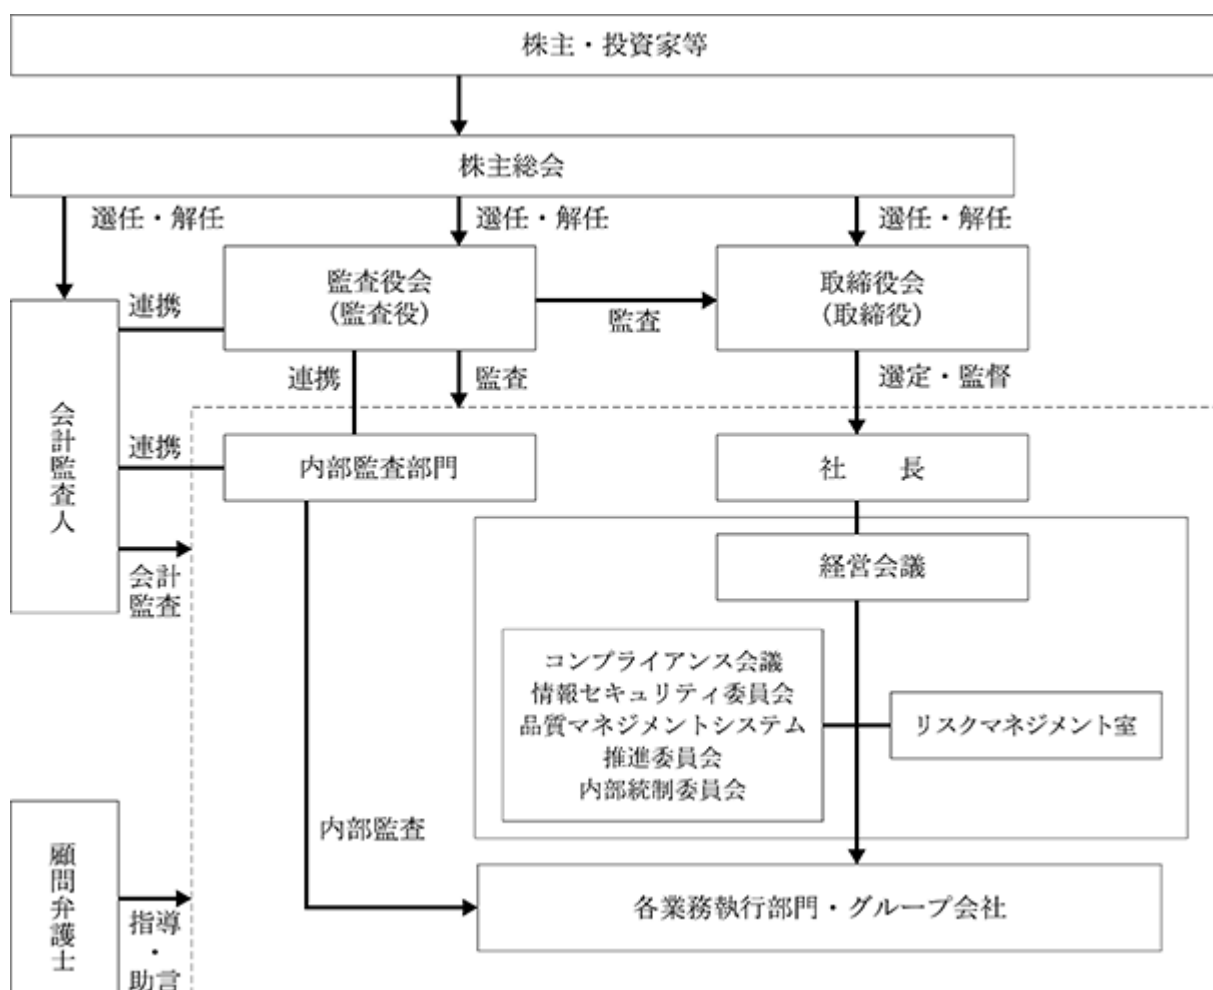 株主・投資家等
株主総会
選任・解任
選任・解任
選任・解任
監査役会
(監査役)
取締役会
(取締役)
連携
監査
連携
監査
選定・監督
会計監査人
連携
内部監査部門
社　　長
経営会議
会計
監査
コンプライアンス会議
情報セキュリティ委員会
品質マネジメントシステム
推進委員会
内部統制委員会
リスクマネジメント室
内部監査
顧問弁護士
各業務執行部門・グループ会社
指導
・
助言